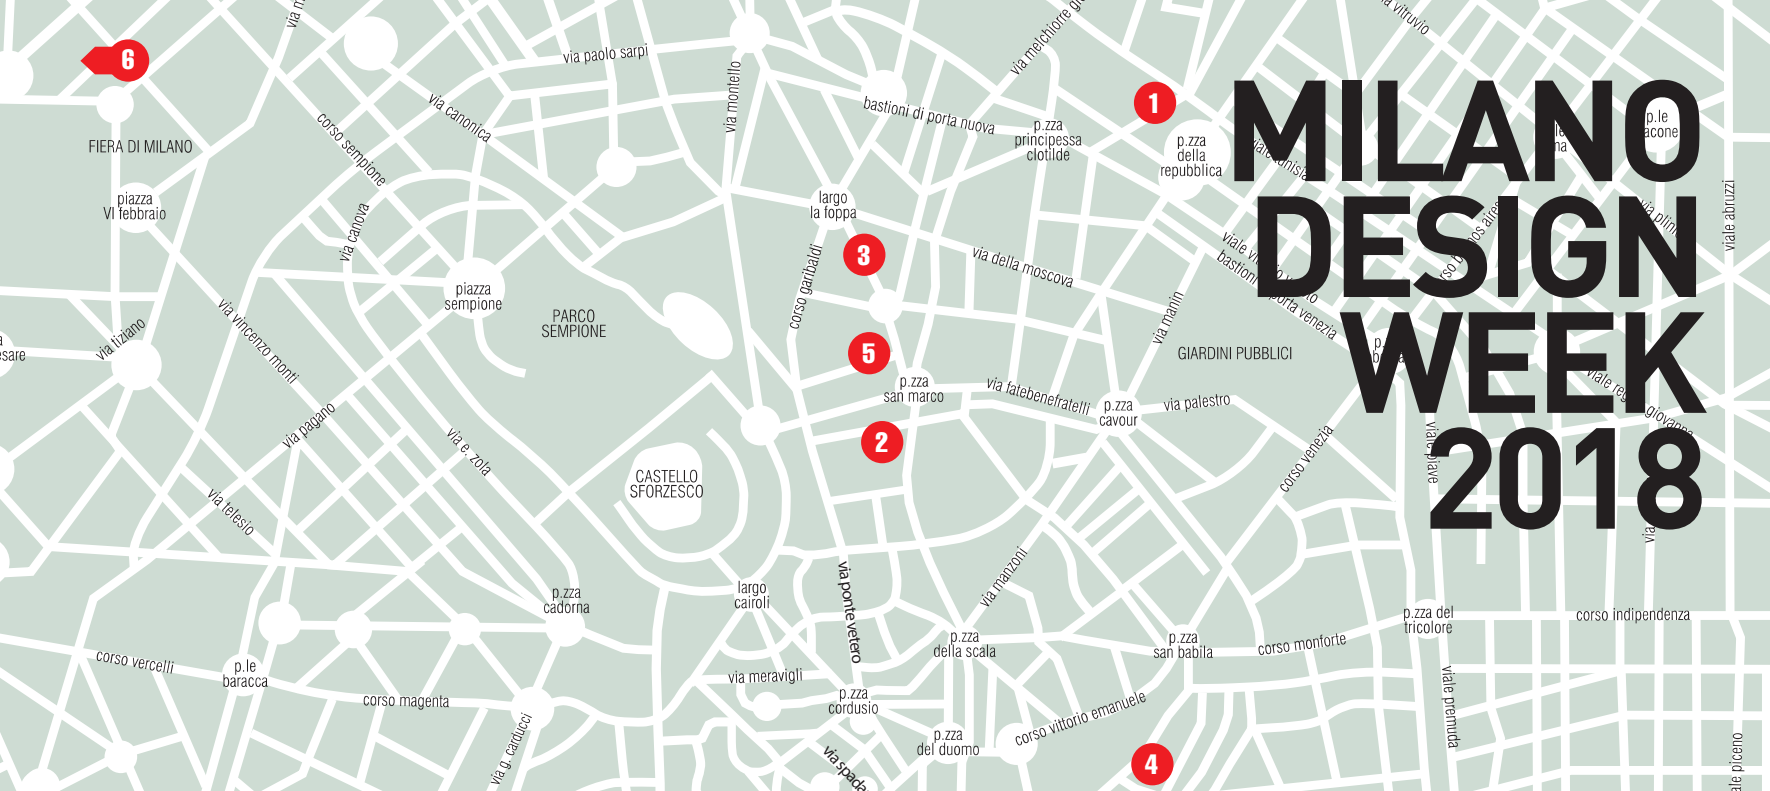 6
FIERA DI MILANO
piazza
VI febbraio
corso sempione
via canonica
via paolo sarpi
via montello
via canova
piazza
sempione
PARCO
SEMPIONE
via tiziano
via vincenzo monti
via pagano
via e. zola
via telesio
CASTELLO
SFORZESCO
p.zza
cadorna
corso vercelli
p.le
baracca
corso magenta
via g. carducci
bastioni di porta nuova
p.zza
principessa
clotilde
1
p.zza
della
repubblica
largo
la foppa
3
corso garibaldi
via della moscova
via manin
5
p.zza
san marco
2
via fatebenefratelli
p.zza
cavour
via palestro
GIARDINI PUBBLICI
corso venezia
MILANO
DESIGN
WEEK
2018
viale abruzzi
bastioni
porta venezia
via vitruvio
via manzoni
largo
cairoli
via ponte vetero
p.zza
della scala
via meravigli
p.zza
cordusio
via spada
p.zza
del duomo
corso vittorio emanuele
p.zza
san babila
corso monforte
p.zza del
tricolore
corso indipendenza
viale premuda
4